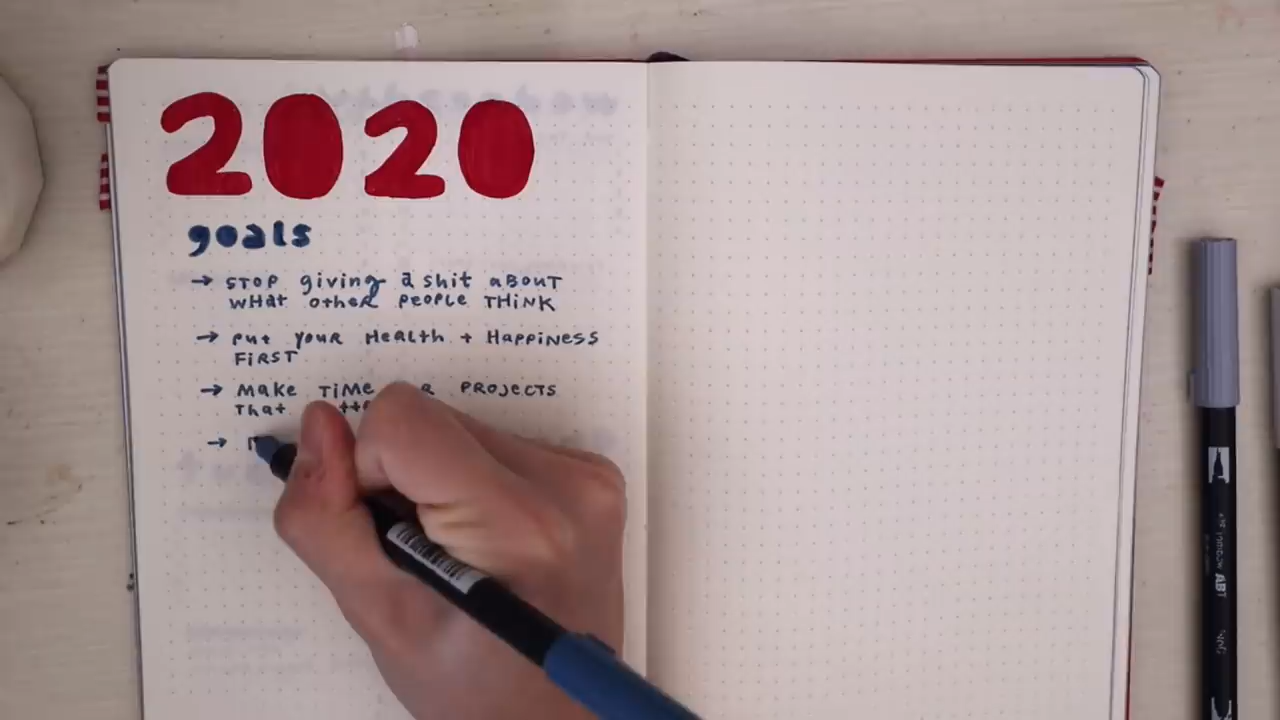 2020
goals
→ STOP giving a shit ABOUT
WHAt otheR PEOPLE THiNK
→ Put YOUR HeaLth + HaPPiNESS
FiRST
→ MAKE TiME PROJECTS
THat
→
ABT